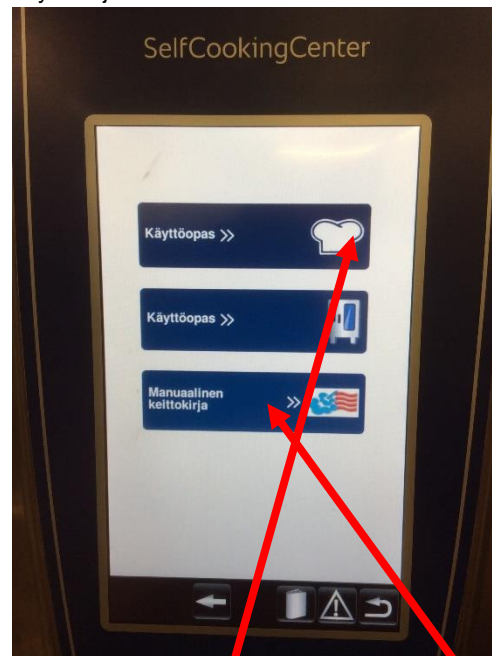 SelfCookingCenter
Käyttöopas »
Käyttöopas »
Manuaalinen
keittokirja »